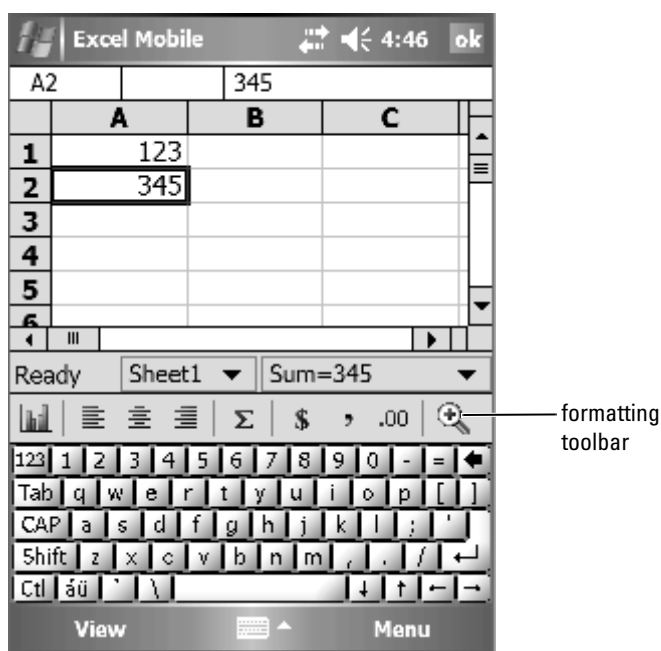 Excel Mobile 4:46 ok
A2 345
A B C
1 123
2 345
3
4
5
6
Ready Sheet1 Sum=345
Σ $ , .00
formatting
toolbar
123 1 2 3 4 5 6 7 8 9 0 - =
Tab q w e r t y u i o p [ ]
CAP a s d f g h j k l ; '
Shift z x c v b n m , . /
Ctl áü ` \ ↓ ↑ ← →
View Menu